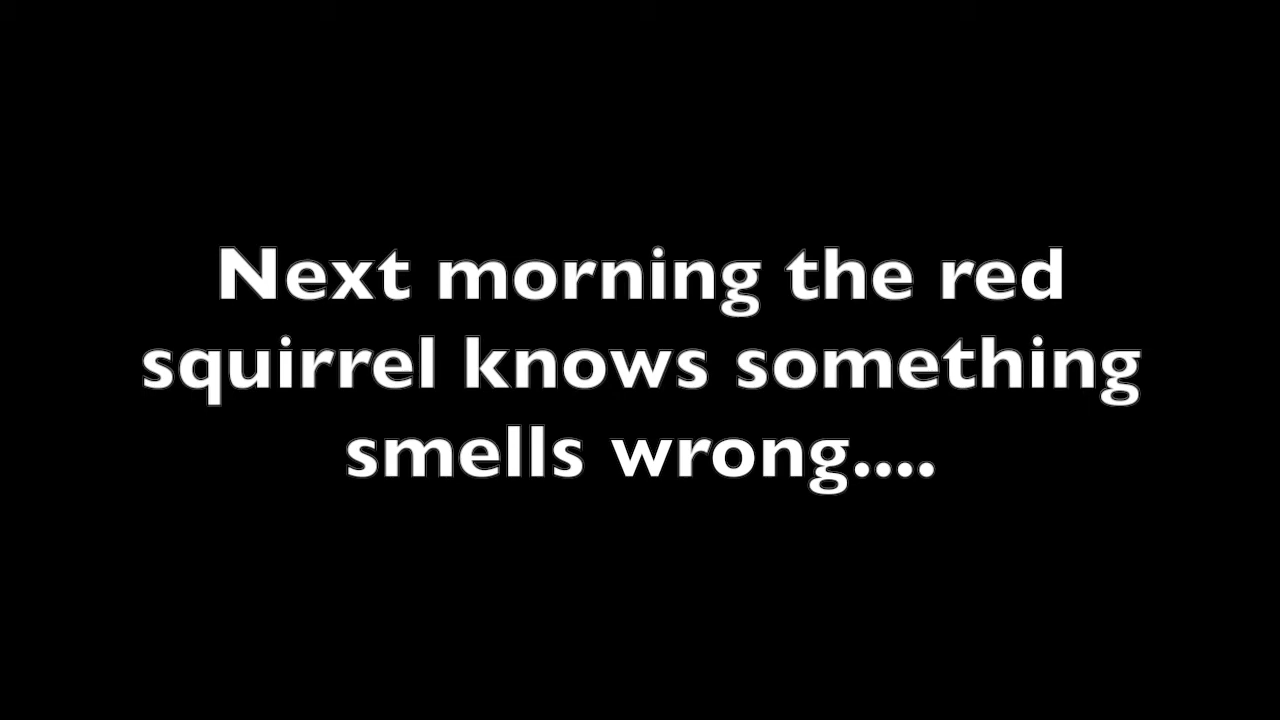 Next morning the red
squirrel knows something
smells wrong....